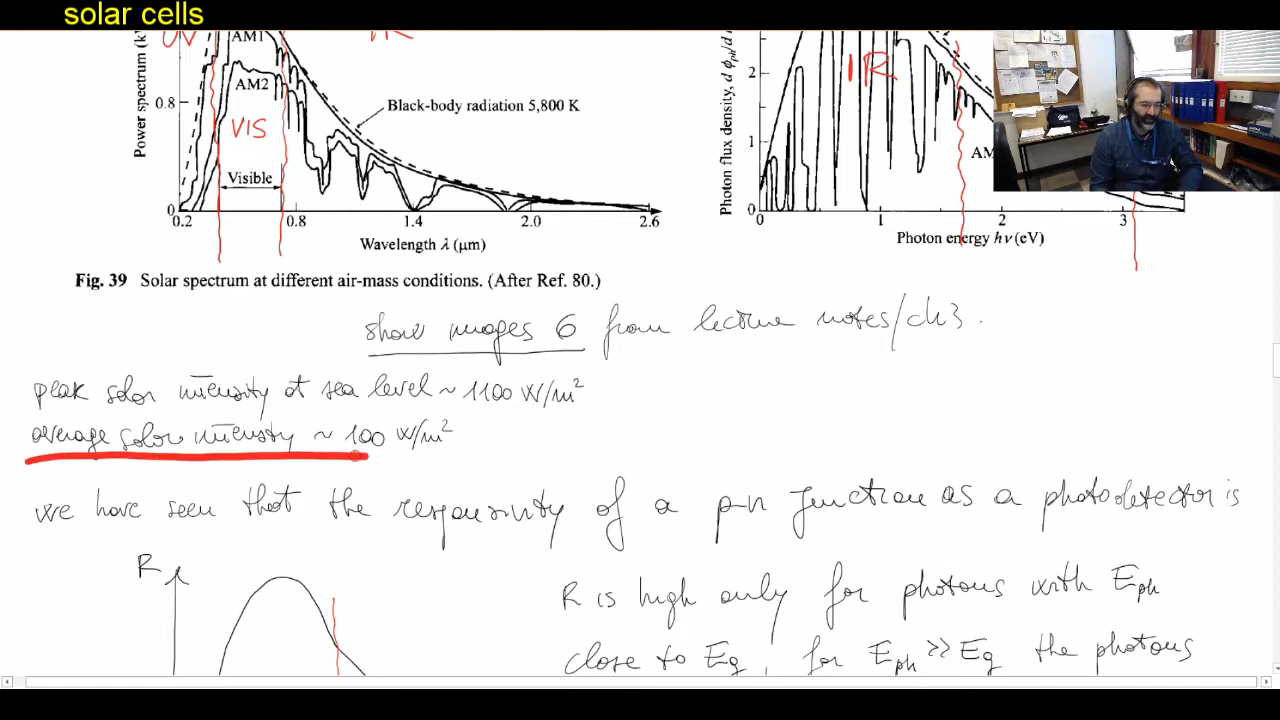 solar cells
UV
IR
Power spectrum (k
AM1
AM2
0.8
VIS
Visible
Black-body radiation 5,800 K
0
0.2
0.8
1.4
2.0
2.6
Wavelength λ (μm)
Photon flux density, d ϕph/d
2
1
0
IR
AM
0
1
2
3
Photon energy hν (eV)
Fig. 39 Solar spectrum at different air-mass conditions. (After Ref. 80.)
show images 6 from lecture notes/ch3.
peak solar intensity at sea level ~ 1100 W/m²
average solar intensity ~ 100 W/m²
we have seen that the responsivity of a p-n junction as a photodetector is
R
R is high only for photons with Eph
close to Eg, for Eph >> Eg the photons